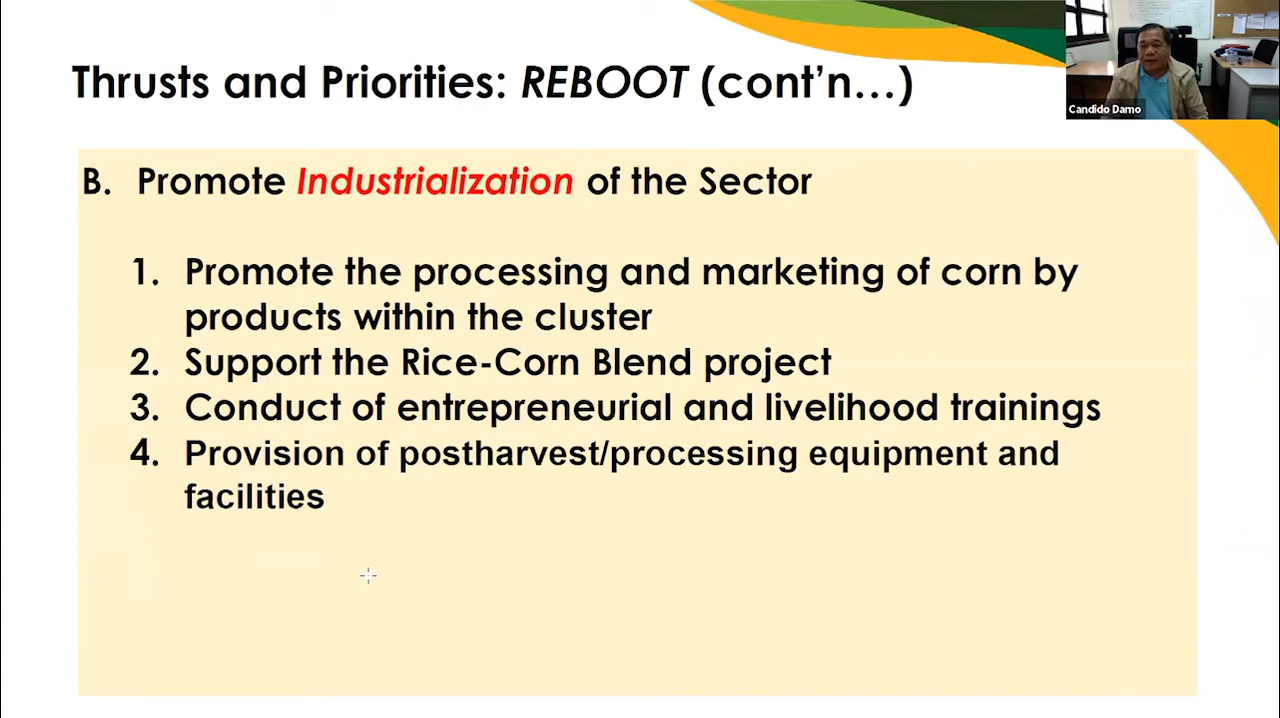 Thrusts and Priorities: REBOOT (cont’n…)
Candido Damo
B. Promote Industrialization of the Sector
1. Promote the processing and marketing of corn by
products within the cluster
2. Support the Rice-Corn Blend project
3. Conduct of entrepreneurial and livelihood trainings
4. Provision of postharvest/processing equipment and
facilities